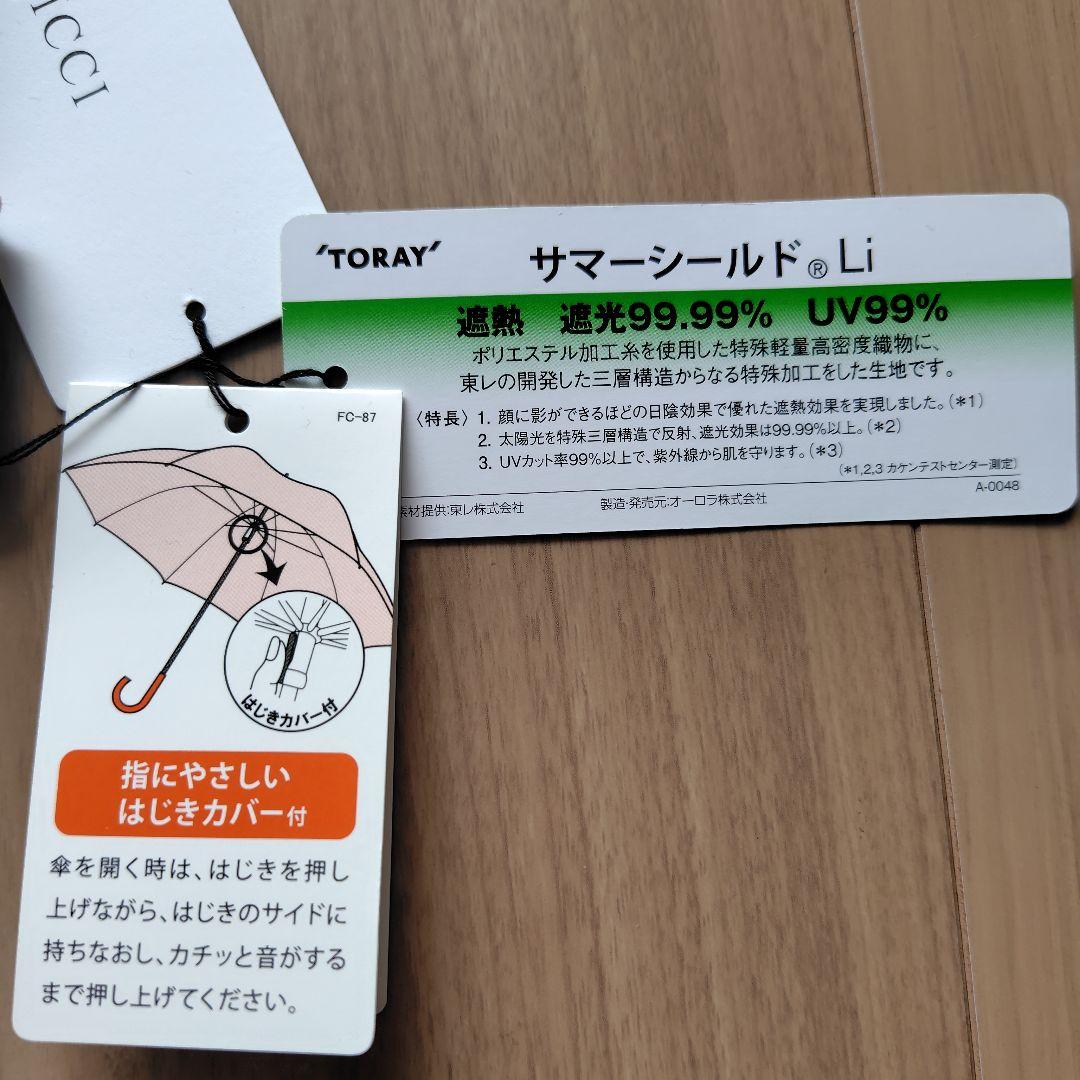 ICCI
'TORAY'
サマーシールド®Li
遮熱 遮光99.99% UV99%
ポリエステル加工糸を使用した特殊軽量高密度織物に、
東レの開発した三層構造からなる特殊加工をした生地です。
〈特長〉1. 顔に影ができるほどの日陰効果で優れた遮熱効果を実現しました。(＊1)
2. 太陽光を特殊三層構造で反射、遮光効果は99.99%以上。(＊2)
3. UVカット率99%以上で、紫外線から肌を守ります。(＊3)
(＊1,2,3 カケンテストセンター測定)
A-0048
素材提供:東レ株式会社 製造・発売元:オーロラ株式会社
FC-87
はじきカバー付
指にやさしい
はじきカバー付
傘を開く時は、はじきを押し
上げながら、はじきのサイドに
持ちなおし、カチッと音がする
まで押し上げてください。